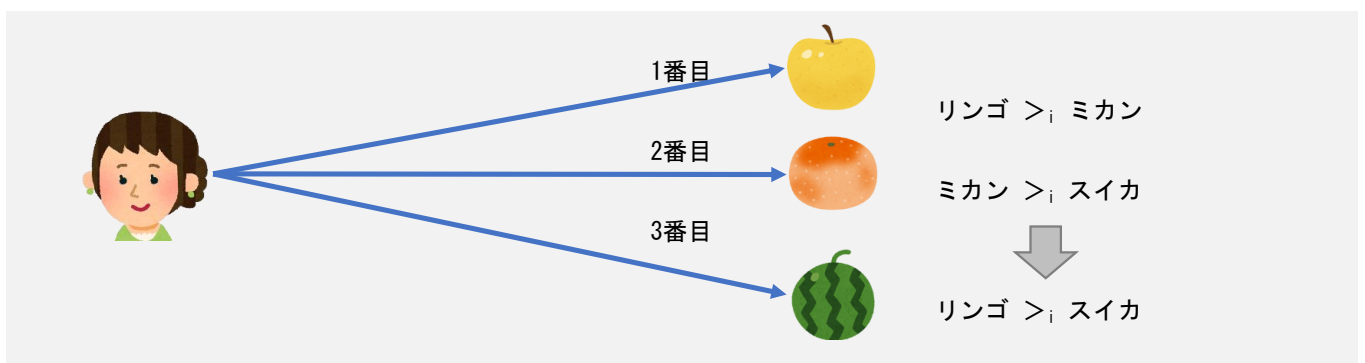 1番目
リンゴ ＞i ミカン
2番目
ミカン ＞i スイカ
3番目
リンゴ ＞i スイカ